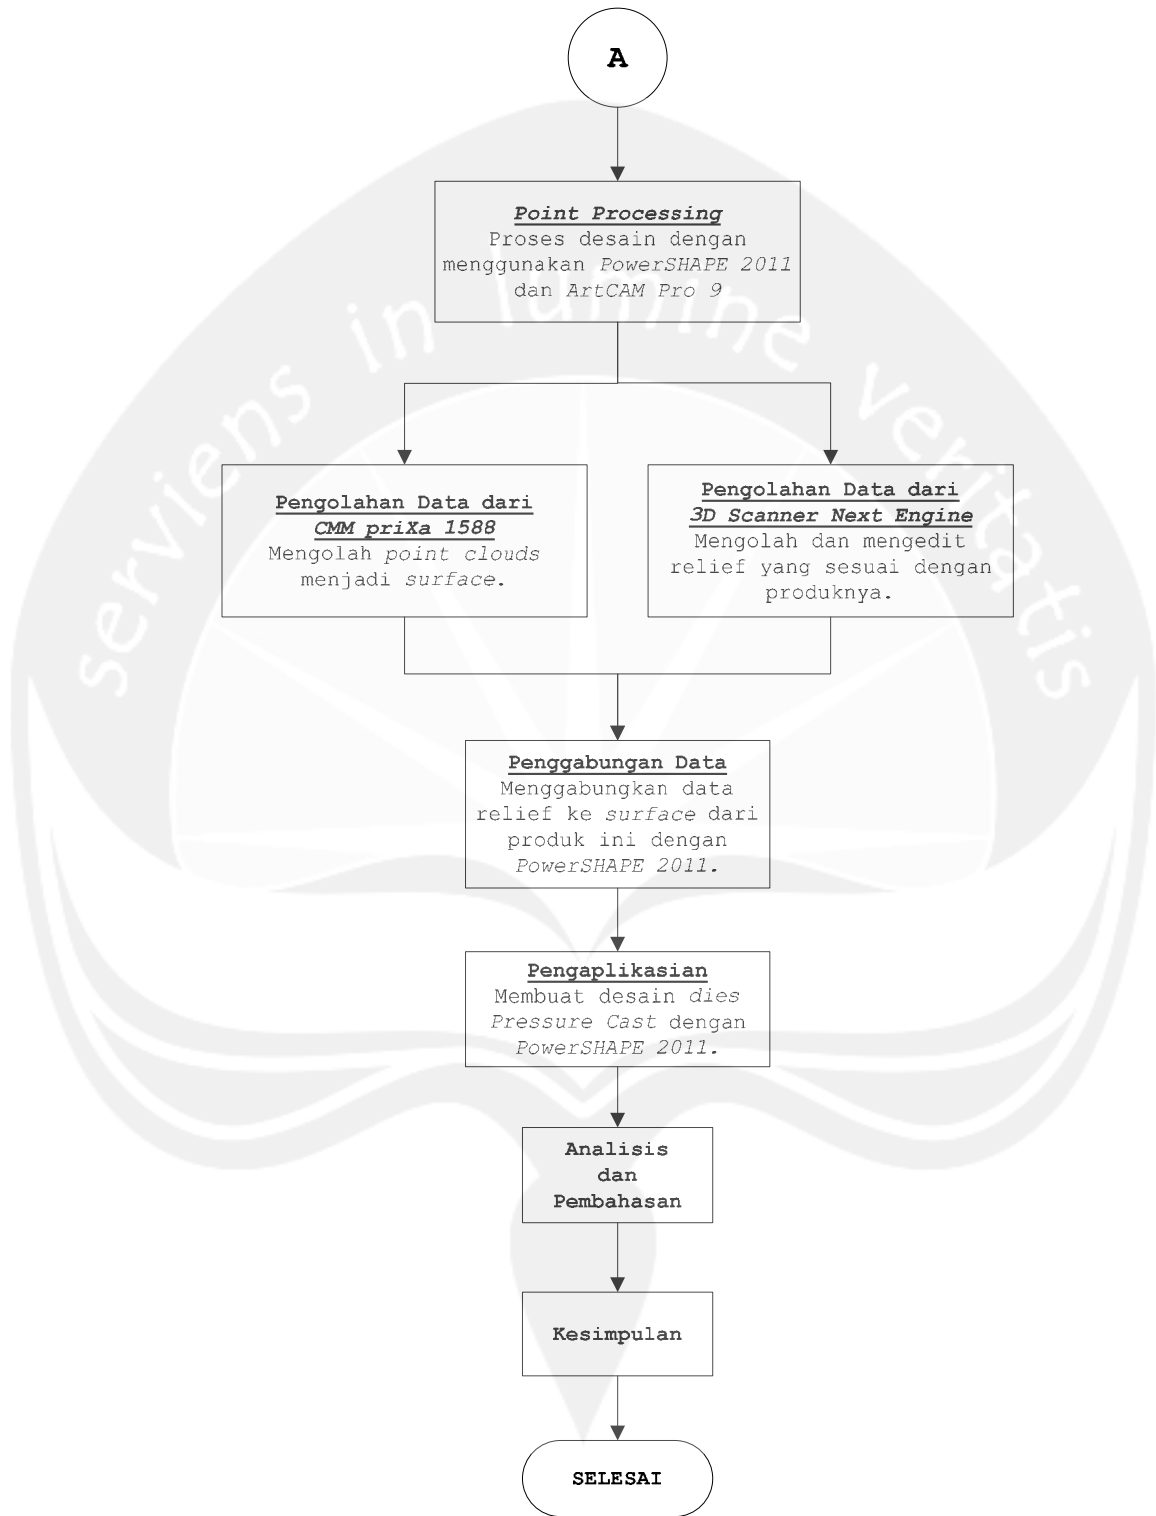 A
Point Processing
Proses desain dengan
menggunakan PowerSHAPE 2011
dan ArtCAM Pro 9
serviens in lumine veritatis
Pengolahan Data dari
CMM priXa 1588
Mengolah point clouds
menjadi surface.
Pengolahan Data dari
3D Scanner Next Engine
Mengolah dan mengedit
relief yang sesuai dengan
produknya.
Penggabungan Data
Menggabungkan data
relief ke surface dari
produk ini dengan
PowerSHAPE 2011.
Pengaplikasian
Membuat desain dies
Pressure Cast dengan
PowerSHAPE 2011.
Analisis
dan
Pembahasan
Kesimpulan
SELESAI